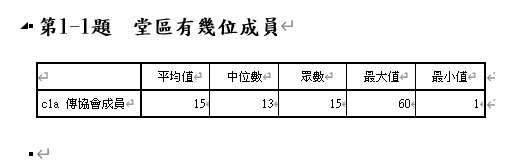 第1-1題　堂區有幾位成員
平均值 中位數 眾數 最大值 最小值
c1a 傳協會成員 15 13 15 60 1